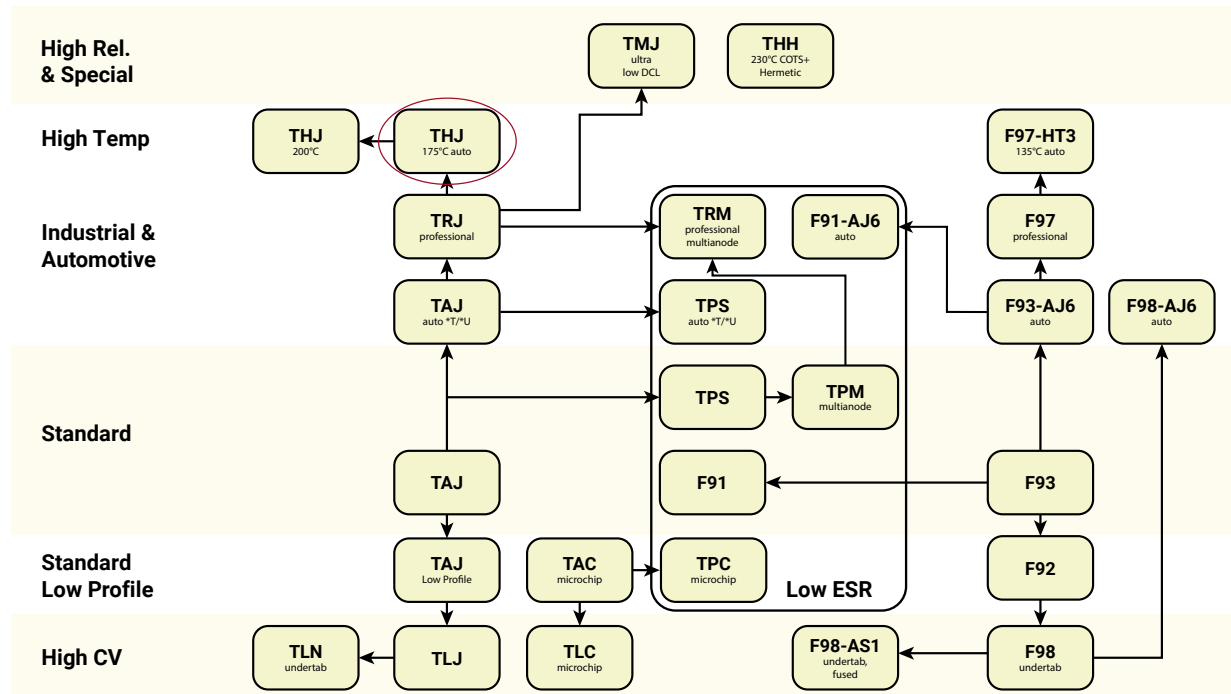 High Rel.
& Special
TMJ
ultra
low DCL
THH
230°C COTS+
Hermetic
High Temp
THJ
200°C
THJ
175°C auto
F97-HT3
135°C auto
Industrial &
Automotive
TRJ
professional
TRM
professional
multianode
F91-AJ6
auto
F97
professional
TAJ
auto *T/*U
TPS
auto *T/*U
F93-AJ6
auto
F98-AJ6
auto
Standard
TPS
TPM
multianode
TAJ
F91
F93
Standard
Low Profile
TAJ
Low Profile
TAC
microchip
TPC
microchip
Low ESR
F92
High CV
TLN
undertab
TLJ
TLC
microchip
F98-AS1
undertab,
fused
F98
undertab